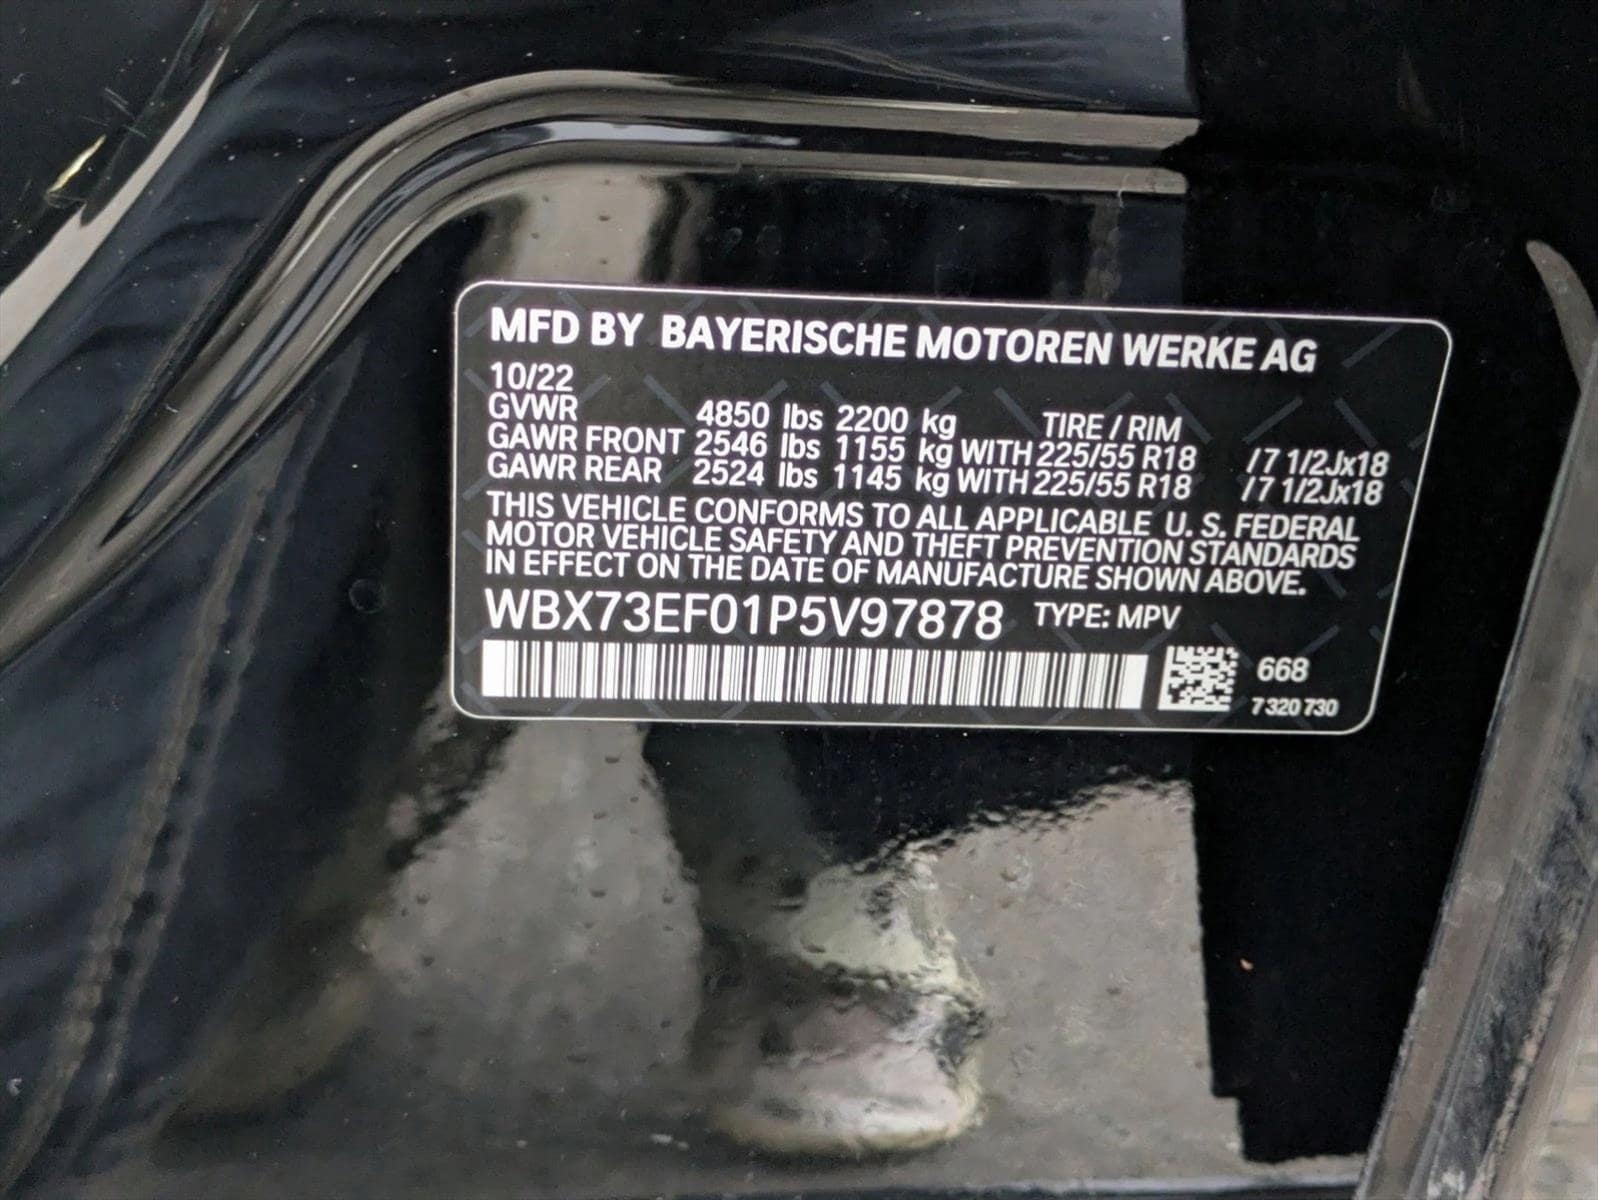 MFD BY BAYERISCHE MOTOREN WERKE AG
10/22
GVWR 4850 lbs 2200 kg TIRE / RIM
GAWR FRONT 2546 lbs 1155 kg WITH 225/55 R18 / 7 1/2Jx18
GAWR REAR 2524 lbs 1145 kg WITH 225/55 R18 / 7 1/2Jx18
THIS VEHICLE CONFORMS TO ALL APPLICABLE U. S. FEDERAL
MOTOR VEHICLE SAFETY AND THEFT PREVENTION STANDARDS
IN EFFECT ON THE DATE OF MANUFACTURE SHOWN ABOVE.
WBX73EF01P5V97878 TYPE: MPV
668
7 320 730